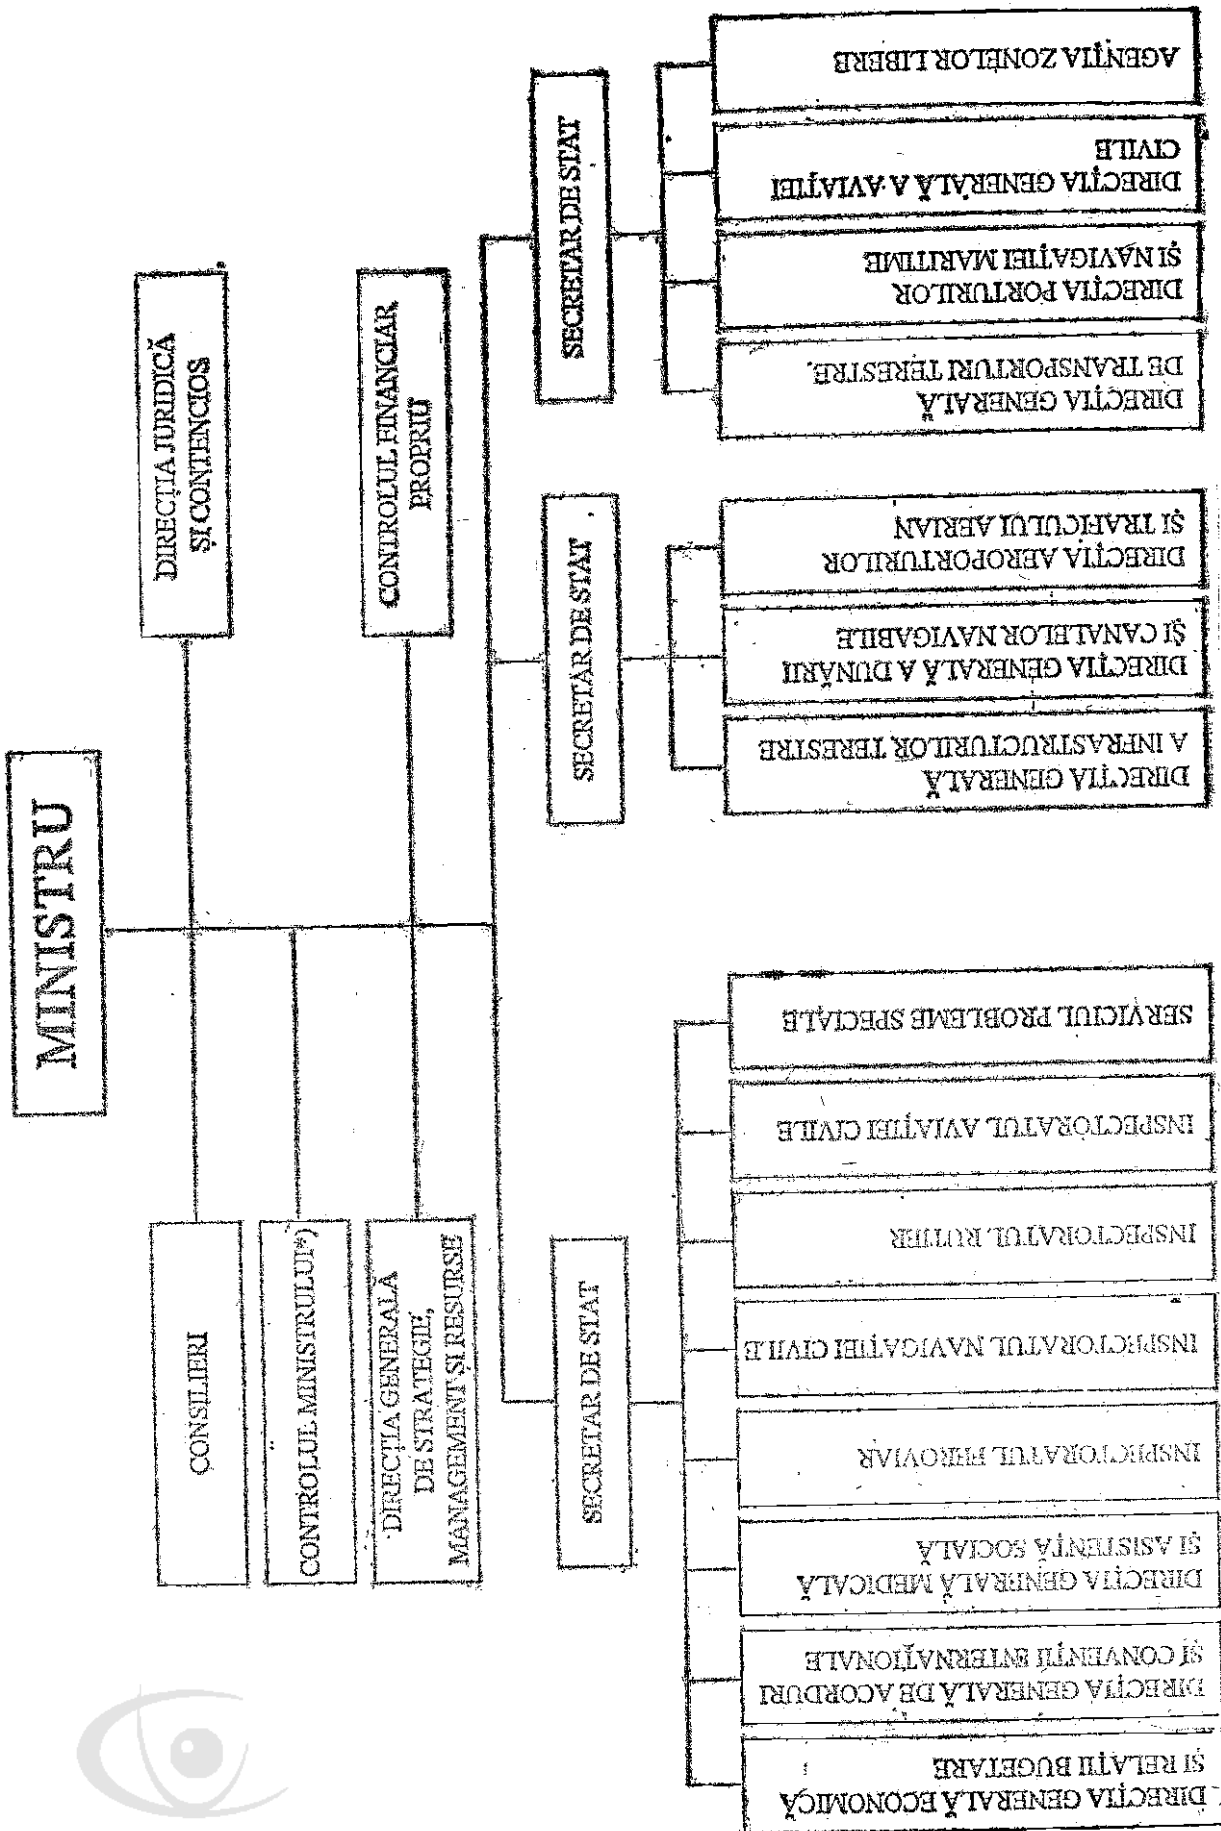 MINISTRU
CONSILIERI
CONTROLUL MINISTRULUI*)
DIRECȚIA GENERALĂ
DE STRATEGIE,
MANAGEMENT ȘI RESURSE
DIRECȚIA JURIDICĂ
ȘI CONTENCIOS
CONTROLUL FINANCIAR
PROPRIU
SECRETAR DE STAT
SECRETAR DE STAT
SECRETAR DE STAT
DIRECȚIA GENERALĂ ECONOMICĂ
ȘI RELAȚII BUGETARE
DIRECȚIA GENERALĂ DE ACORDURI
ȘI CONVENȚII INTERNAȚIONALE
DIRECȚIA GENERALĂ MEDICALĂ
ȘI ASISTENȚĂ SOCIALĂ
INSPECTORATUL FEROVIAR
INSPECTORATUL NAVIGAȚIEI CIVILE
INSPECTORATUL RUTIER
INSPECTORATUL AVIAȚIEI CIVILE
SERVICIUL PROBLEME SPECIALE
DIRECȚIA GENERALĂ
A INFRASTRUCTURILOR TERESTRE
DIRECȚIA GENERALĂ A DUNĂRII
ȘI CANALELOR NAVIGABILE
DIRECȚIA AEROPORTURILOR
ȘI TRAFICULUI AERIAN
DIRECȚIA GENERALĂ
DE TRANSPORTURI TERESTRE
DIRECȚIA PORTURILOR
ȘI NAVIGAȚIEI MARITIME
DIRECȚIA GENERALĂ A AVIAȚIEI
CIVILE
AGENȚIA ZONELOR LIBERE